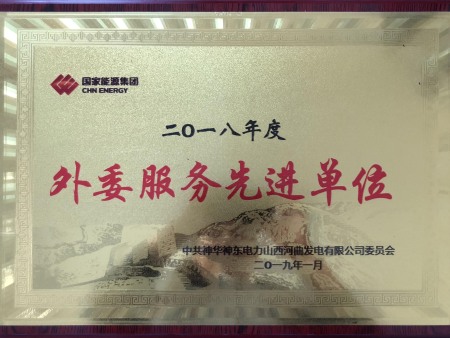 国家能源集团
CHN ENERGY
二O一八年度
外委服务先进单位
中共神华神东电力山西河曲发电有限公司委员会
二O一九年一月